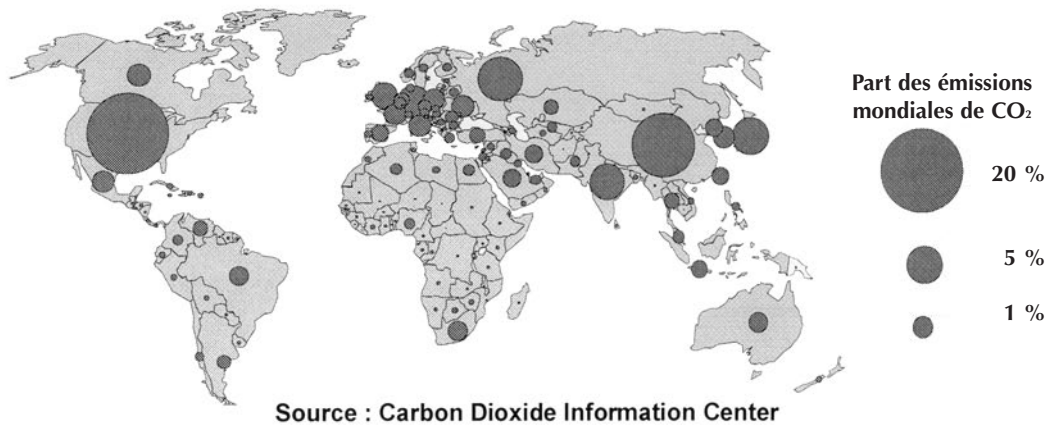 Part des émissions
mondiales de CO₂
20 %
5 %
1 %
Source : Carbon Dioxide Information Center